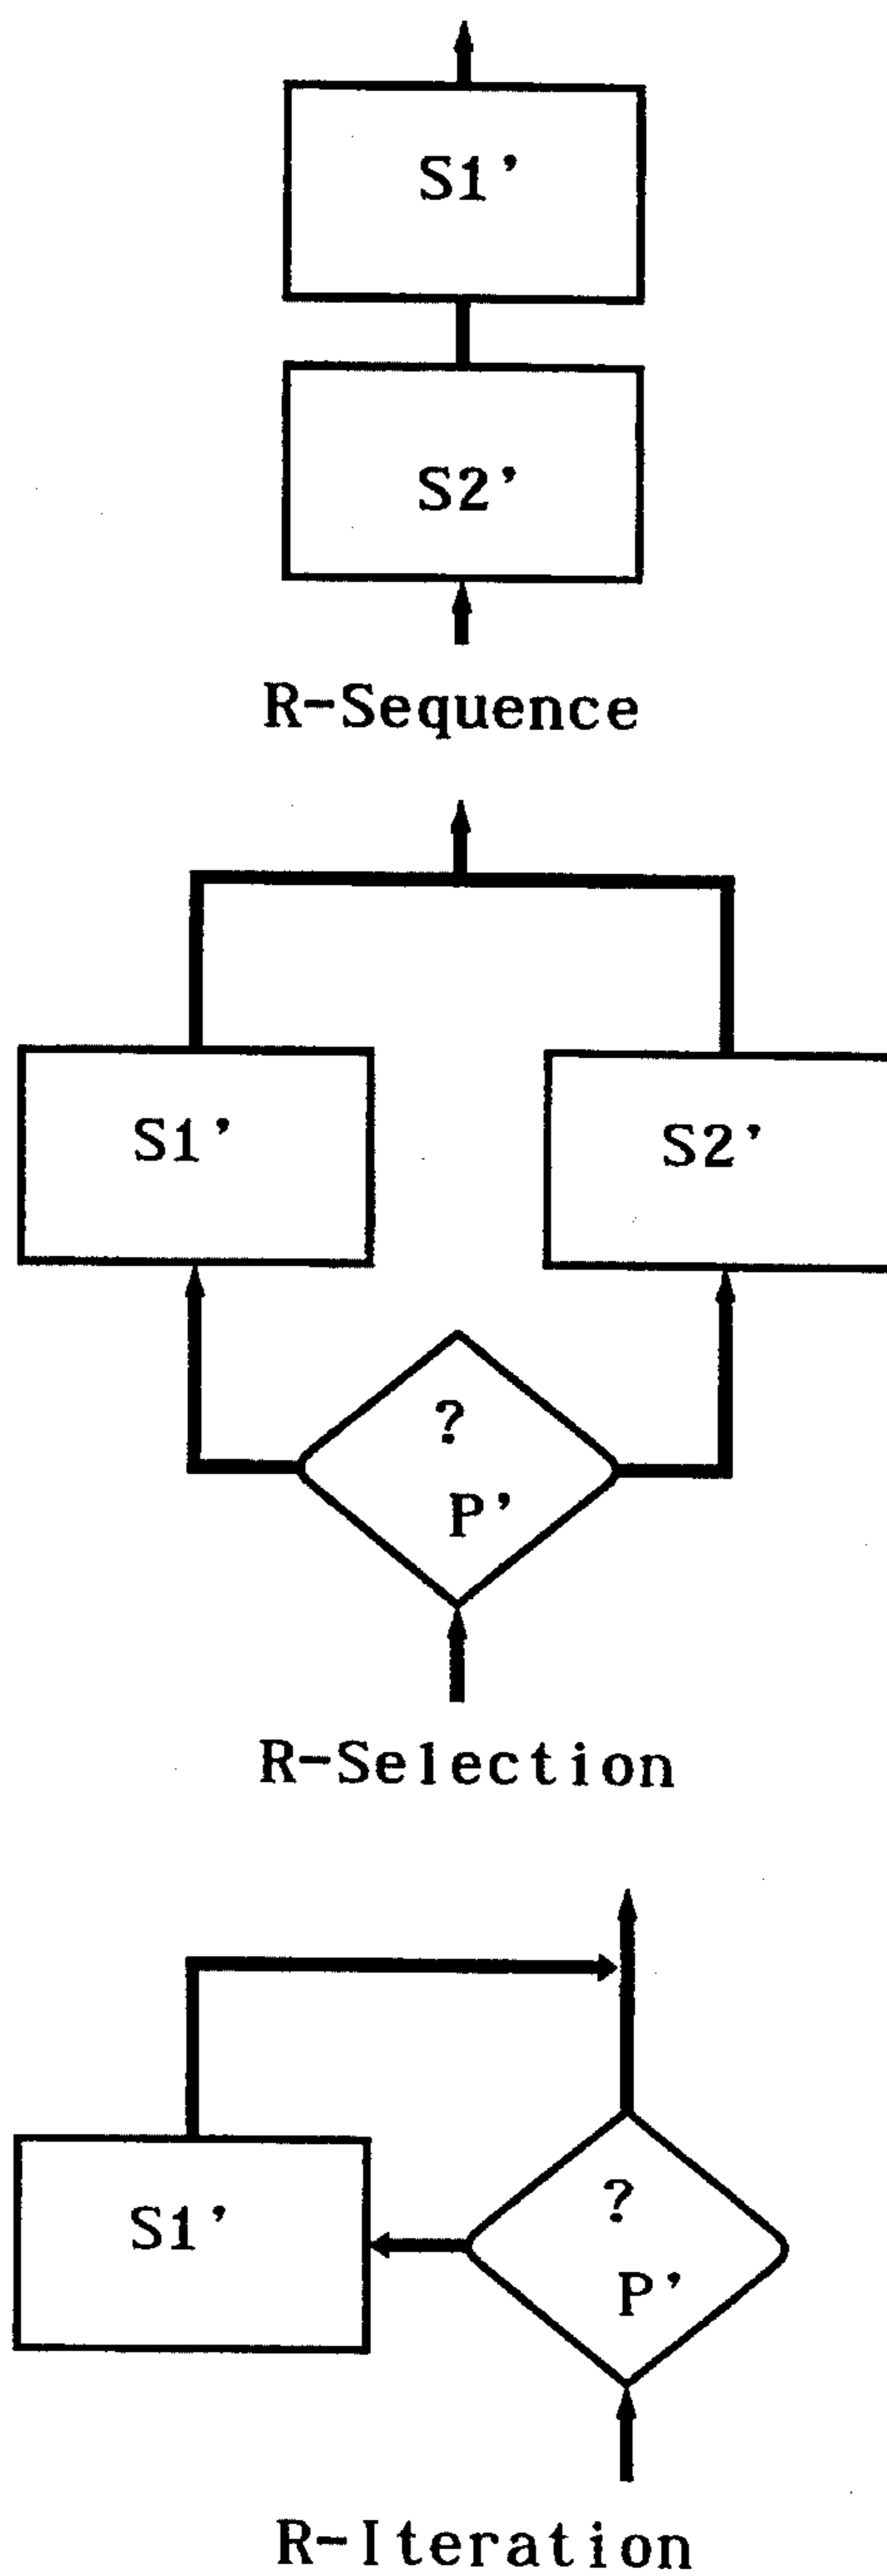 S1'
S2'
R-Sequence
S1'
S2'
?
P'
R-Selection
S1'
?
P'
R-Iteration